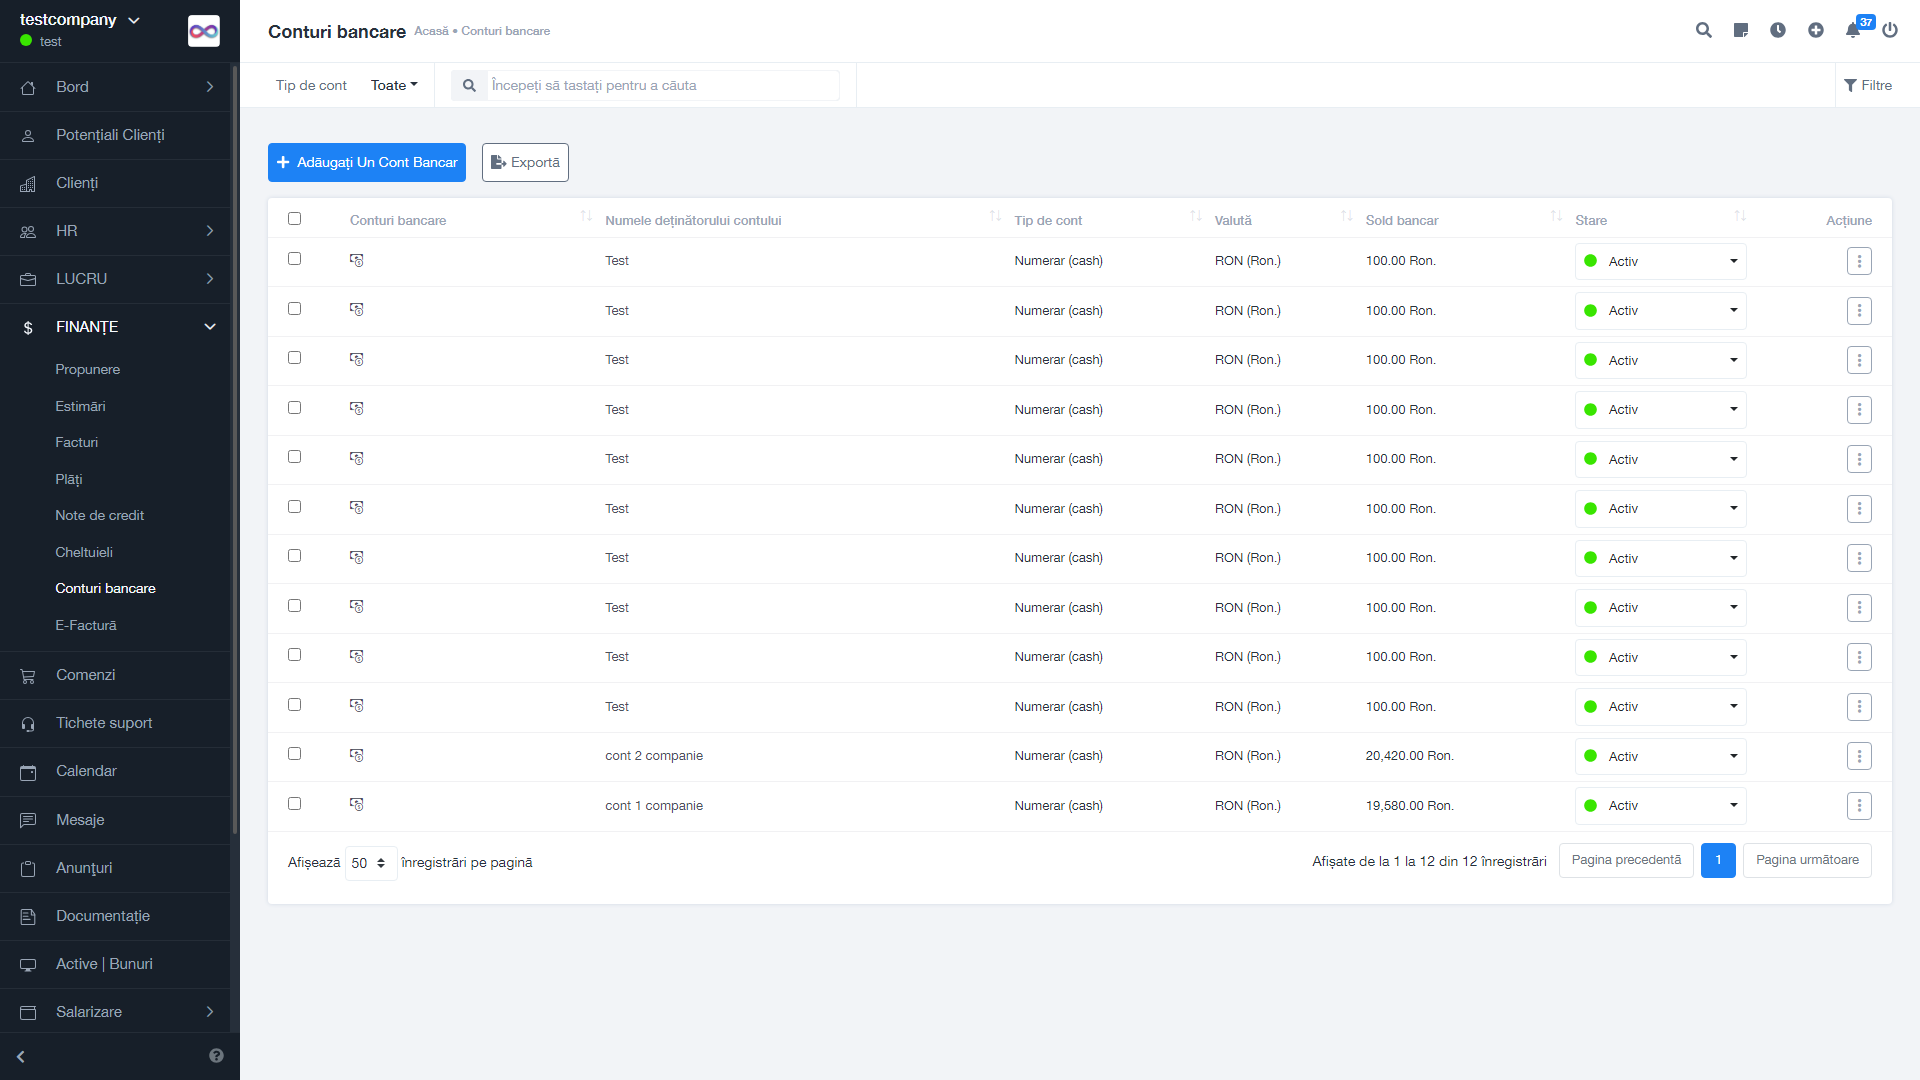 testcompany
test
Bord
Potențiali Clienți
Clienți
HR
LUCRU
FINANȚE
Propunere
Estimări
Facturi
Plăți
Note de credit
Cheltuieli
Conturi bancare
E-Factură
Comenzi
Tichete suport
Calendar
Mesaje
Anunţuri
Documentație
Active | Bunuri
Salarizare
Conturi bancare Acasă • Conturi bancare
37
Tip de cont Toate Începeți să tastați pentru a căuta Filtre
Adăugați Un Cont Bancar Exportă
Conturi bancare Numele deținătorului contului Tip de cont Valută Sold bancar Stare Acțiune
Test Numerar (cash) RON (Ron.) 100.00 Ron. Activ
Test Numerar (cash) RON (Ron.) 100.00 Ron. Activ
Test Numerar (cash) RON (Ron.) 100.00 Ron. Activ
Test Numerar (cash) RON (Ron.) 100.00 Ron. Activ
Test Numerar (cash) RON (Ron.) 100.00 Ron. Activ
Test Numerar (cash) RON (Ron.) 100.00 Ron. Activ
Test Numerar (cash) RON (Ron.) 100.00 Ron. Activ
Test Numerar (cash) RON (Ron.) 100.00 Ron. Activ
Test Numerar (cash) RON (Ron.) 100.00 Ron. Activ
Test Numerar (cash) RON (Ron.) 100.00 Ron. Activ
cont 2 companie Numerar (cash) RON (Ron.) 20,420.00 Ron. Activ
cont 1 companie Numerar (cash) RON (Ron.) 19,580.00 Ron. Activ
Afișează 50 înregistrări pe pagină Afișate de la 1 la 12 din 12 înregistrări Pagina precedentă 1 Pagina următoare